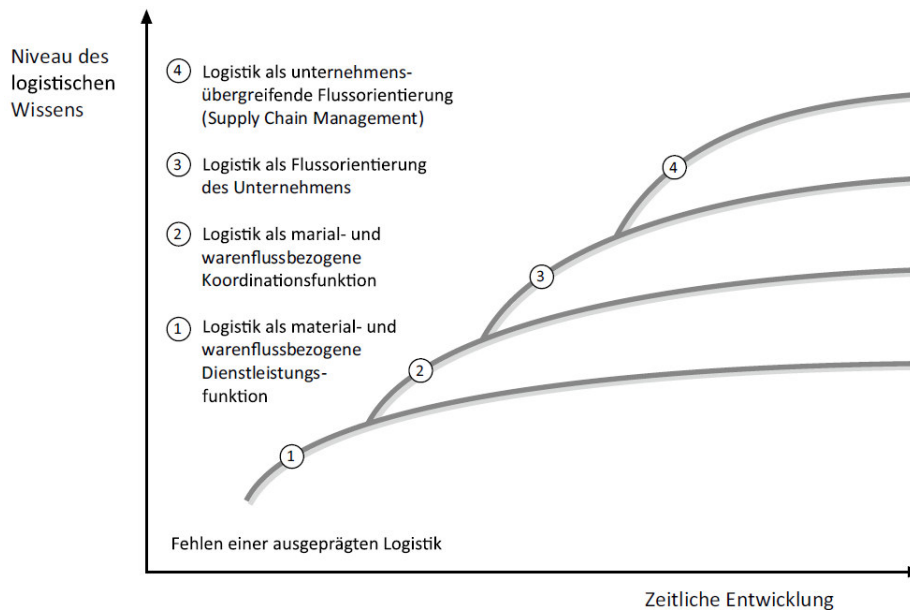 Niveau des
logistischen
Wissens
4 Logistik als unternehmens-
übergreifende Flussorientierung
(Supply Chain Management)
3 Logistik als Flussorientierung
des Unternehmens
2 Logistik als marial- und
warenflussbezogene
Koordinationsfunktion
1 Logistik als material- und
warenflussbezogene
Dienstleistungs-
funktion
4
3
2
1
Fehlen einer ausgeprägten Logistik
Zeitliche Entwicklung